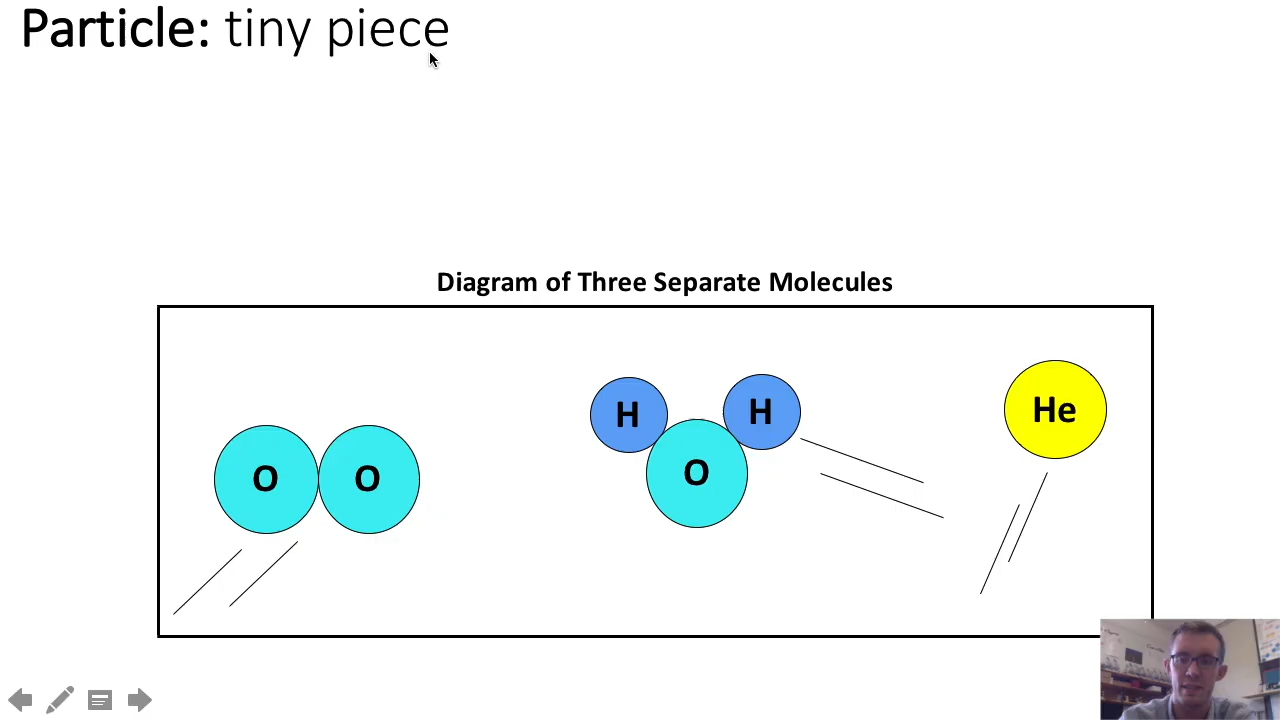 Particle: tiny piece
Diagram of Three Separate Molecules
H
H
He
O
O
O